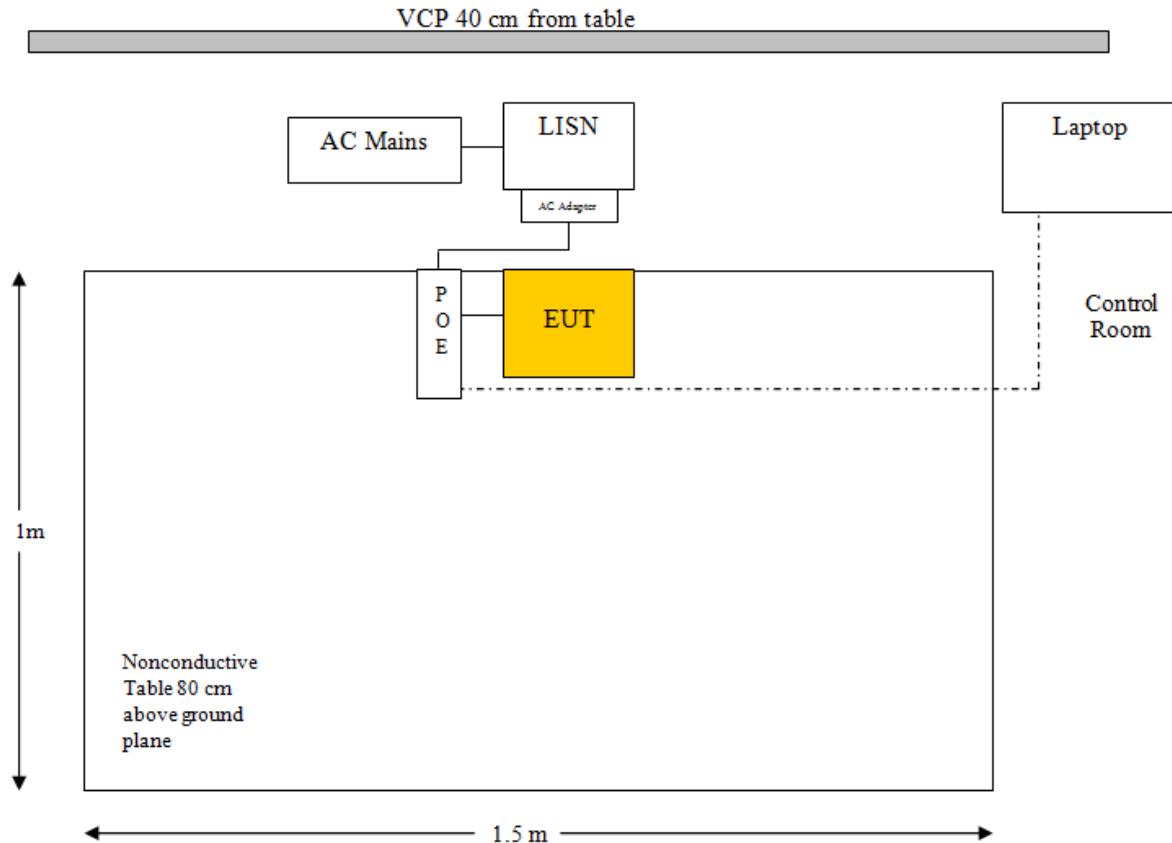 VCP 40 cm from table
AC Mains
LISN
Laptop
AC Adapter
P
O
E
EUT
Control
Room
1m
Nonconductive
Table 80 cm
above ground
plane
1.5 m